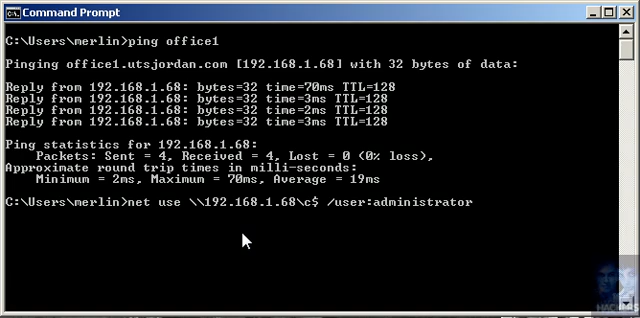 Command Prompt
C:\Users\merlin>ping office1
Pinging office1.utsjordan.com [192.168.1.68] with 32 bytes of data:
Reply from 192.168.1.68: bytes=32 time=70ms TTL=128
Reply from 192.168.1.68: bytes=32 time=3ms TTL=128
Reply from 192.168.1.68: bytes=32 time=2ms TTL=128
Reply from 192.168.1.68: bytes=32 time=3ms TTL=128
Ping statistics for 192.168.1.68:
    Packets: Sent = 4, Received = 4, Lost = 0 (0% loss),
Approximate round trip times in milli-seconds:
    Minimum = 2ms, Maximum = 70ms, Average = 19ms
C:\Users\merlin>net use \\192.168.1.68\c$ /user:administrator